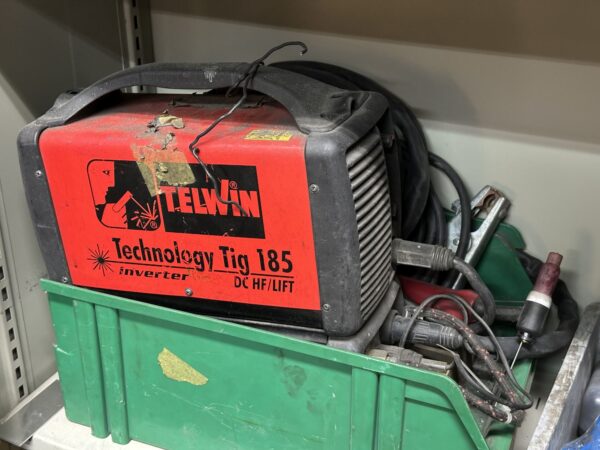 TELWIN®
Technology Tig 185
inverter
DC HF/LIFT